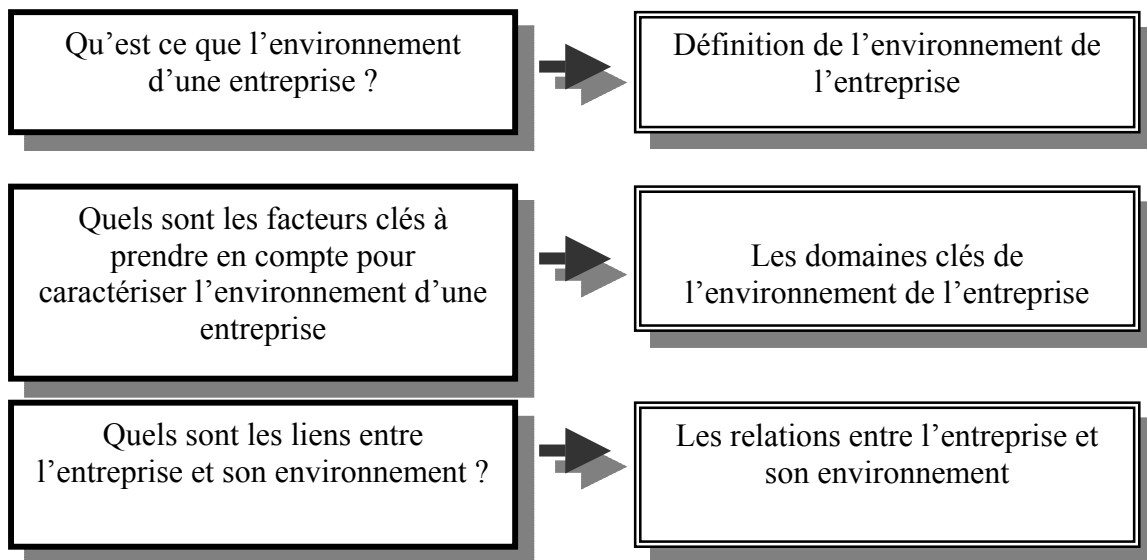 Qu’est ce que l’environnement
d’une entreprise ?
Définition de l’environnement de
l’entreprise
Quels sont les facteurs clés à
prendre en compte pour
caractériser l’environnement d’une
entreprise
Les domaines clés de
l’environnement de l’entreprise
Quels sont les liens entre
l’entreprise et son environnement ?
Les relations entre l’entreprise et
son environnement